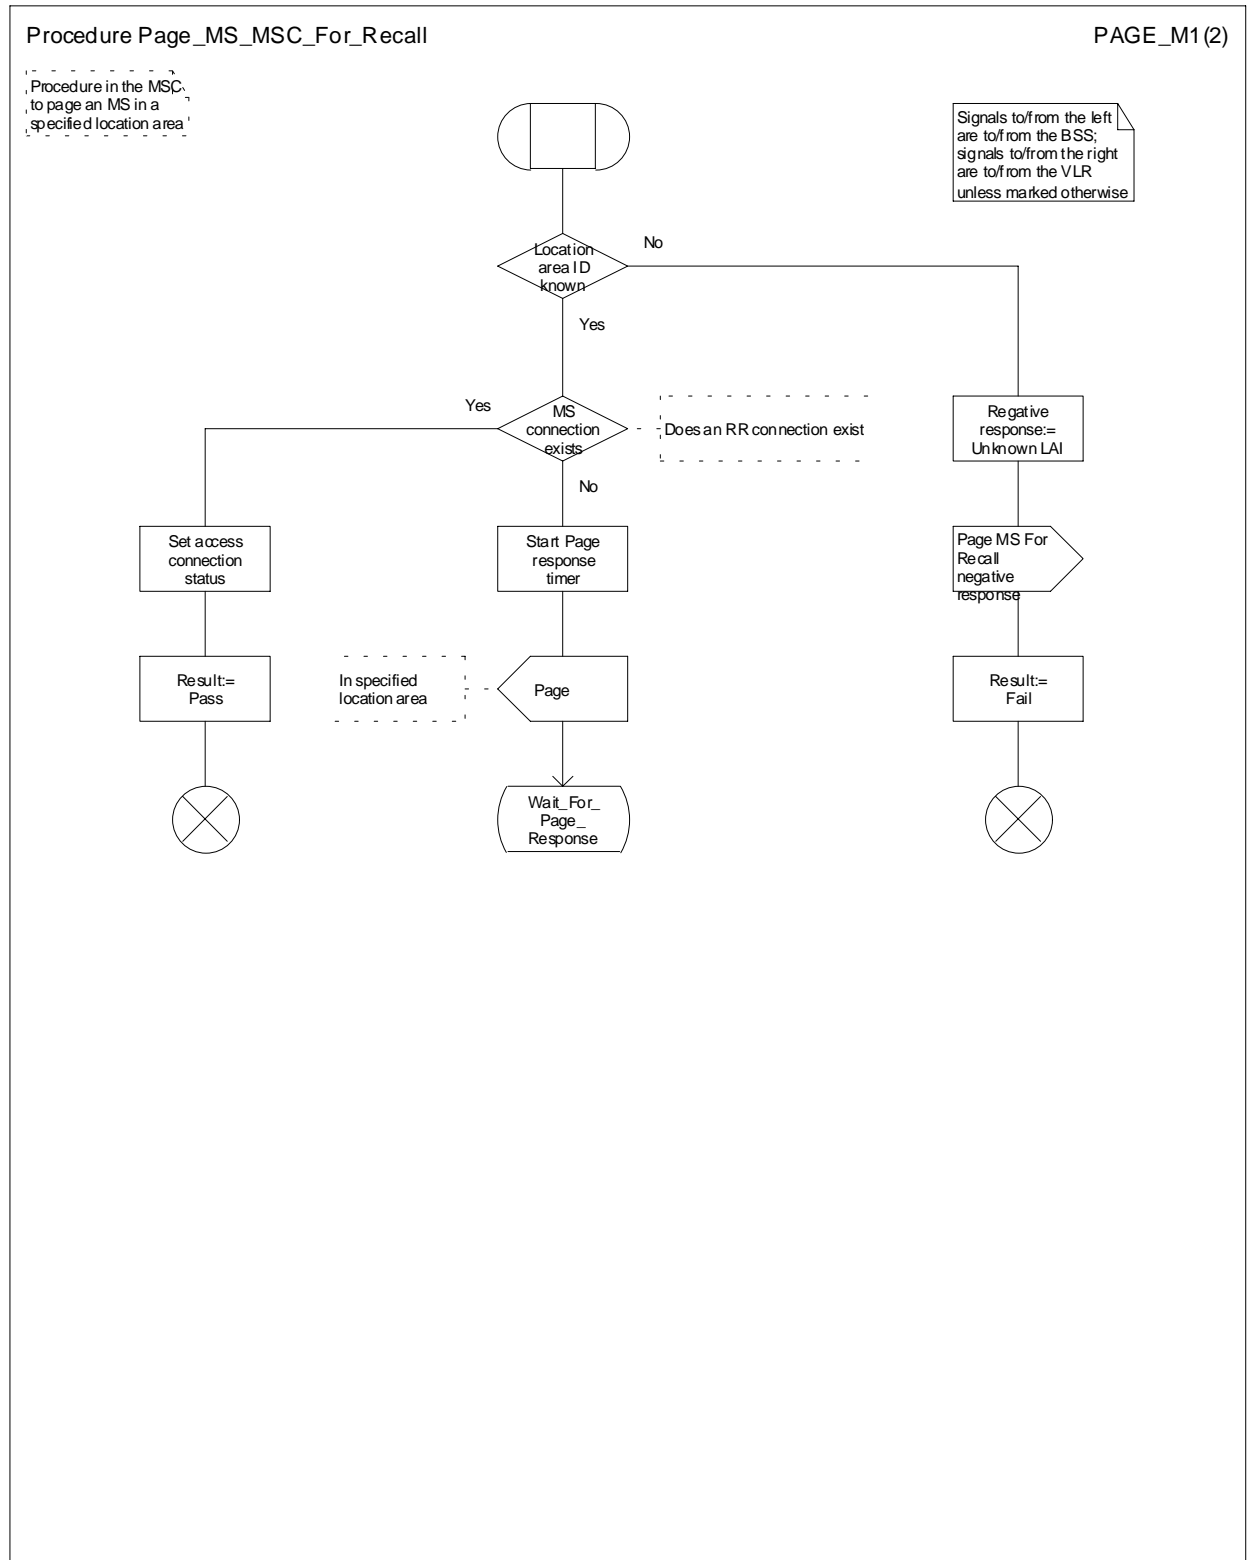 Procedure Page_MS_MSC_For_Recall
PAGE_M1(2)
Procedure in the MSC
to page an MS in a
specified location area
Signals to/from the left
are to/from the BSS;
signals to/from the right
are to/from the VLR
unless marked otherwise
Location
area ID
known
No
Yes
Yes
MS
connection
exists
Does an RR connection exist
Regative
response:=
Unknown LAI
No
Set access
connection
status
Start Page
response
timer
Page MS For
Recall
negative
response
Result:=
Pass
In specified
location area
Page
Result:=
Fail
Wait_For_
Page_
Response